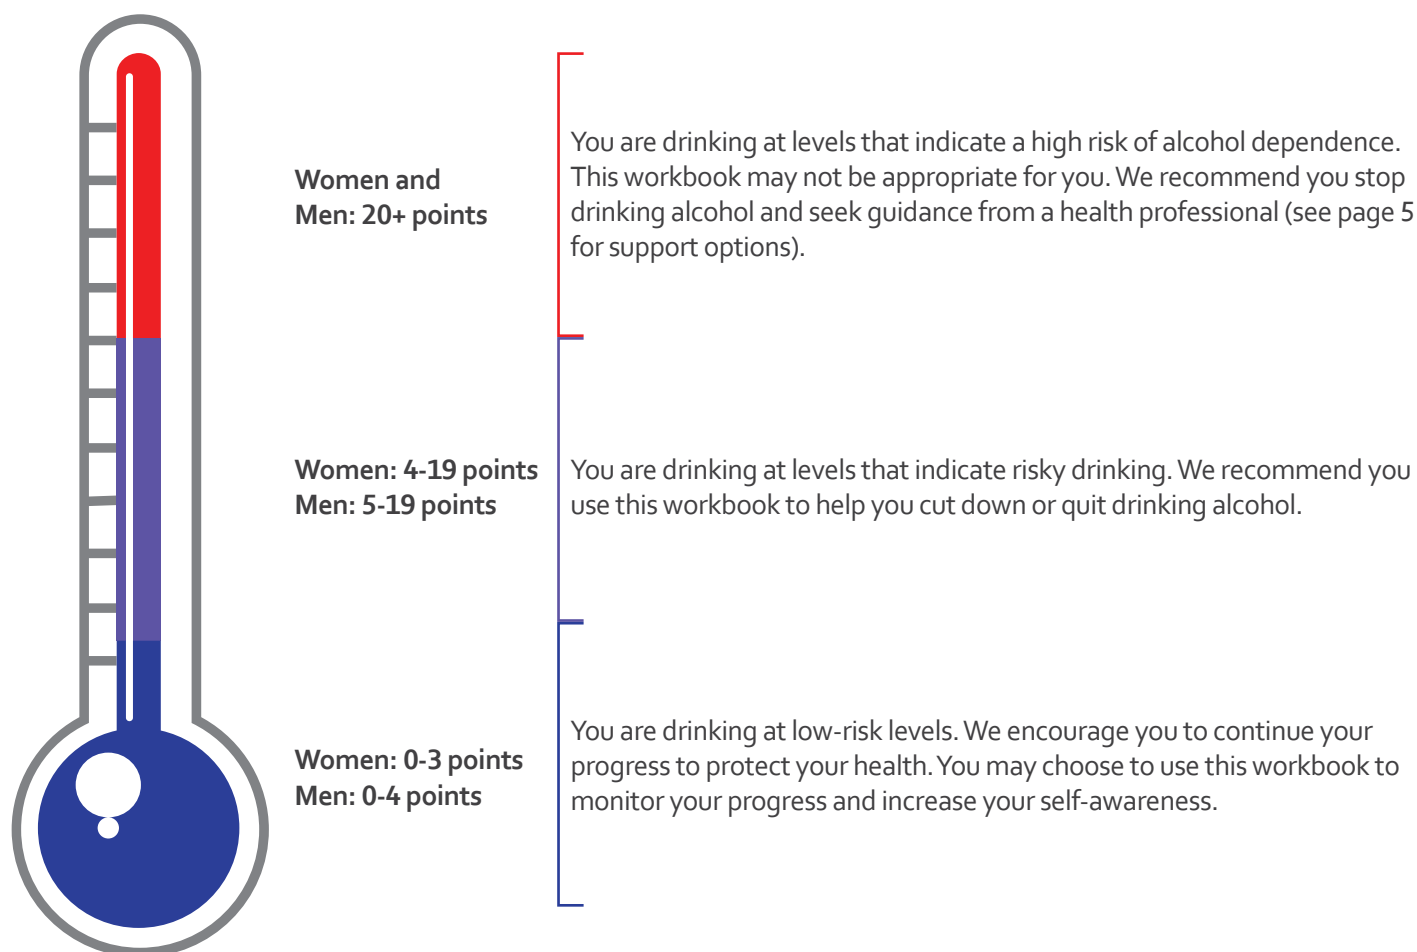 Women and
Men: 20+ points
You are drinking at levels that indicate a high risk of alcohol dependence.
This workbook may not be appropriate for you. We recommend you stop
drinking alcohol and seek guidance from a health professional (see page 5
for support options).
Women: 4-19 points
Men: 5-19 points
You are drinking at levels that indicate risky drinking. We recommend you
use this workbook to help you cut down or quit drinking alcohol.
Women: 0-3 points
Men: 0-4 points
You are drinking at low-risk levels. We encourage you to continue your
progress to protect your health. You may choose to use this workbook to
monitor your progress and increase your self-awareness.